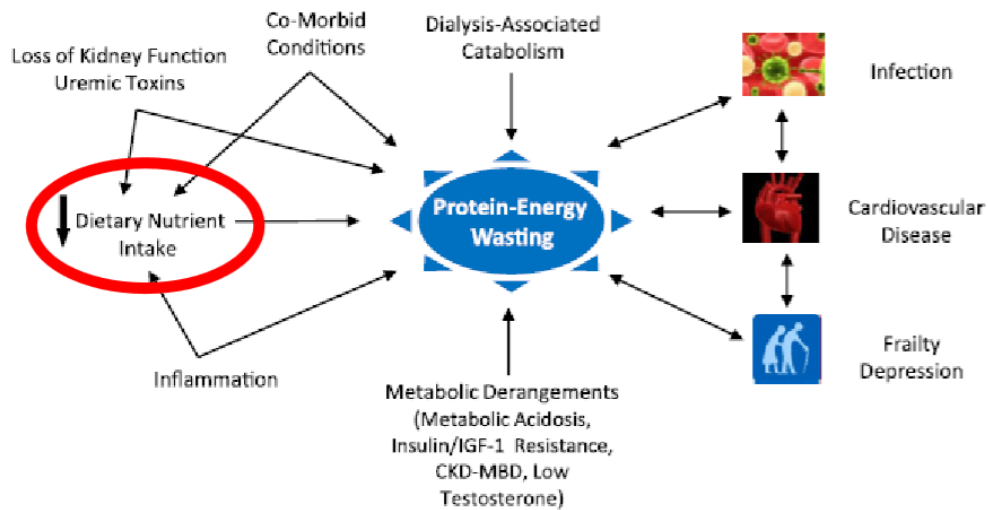 Co-Morbid
Conditions
Dialysis-Associated
Catabolism
Loss of Kidney Function
Uremic Toxins
Infection
Dietary Nutrient
Intake
Protein-Energy
Wasting
Cardiovascular
Disease
Inflammation
Frailty
Depression
Metabolic Derangements
(Metabolic Acidosis,
Insulin/IGF-1 Resistance,
CKD-MBD, Low
Testosterone)